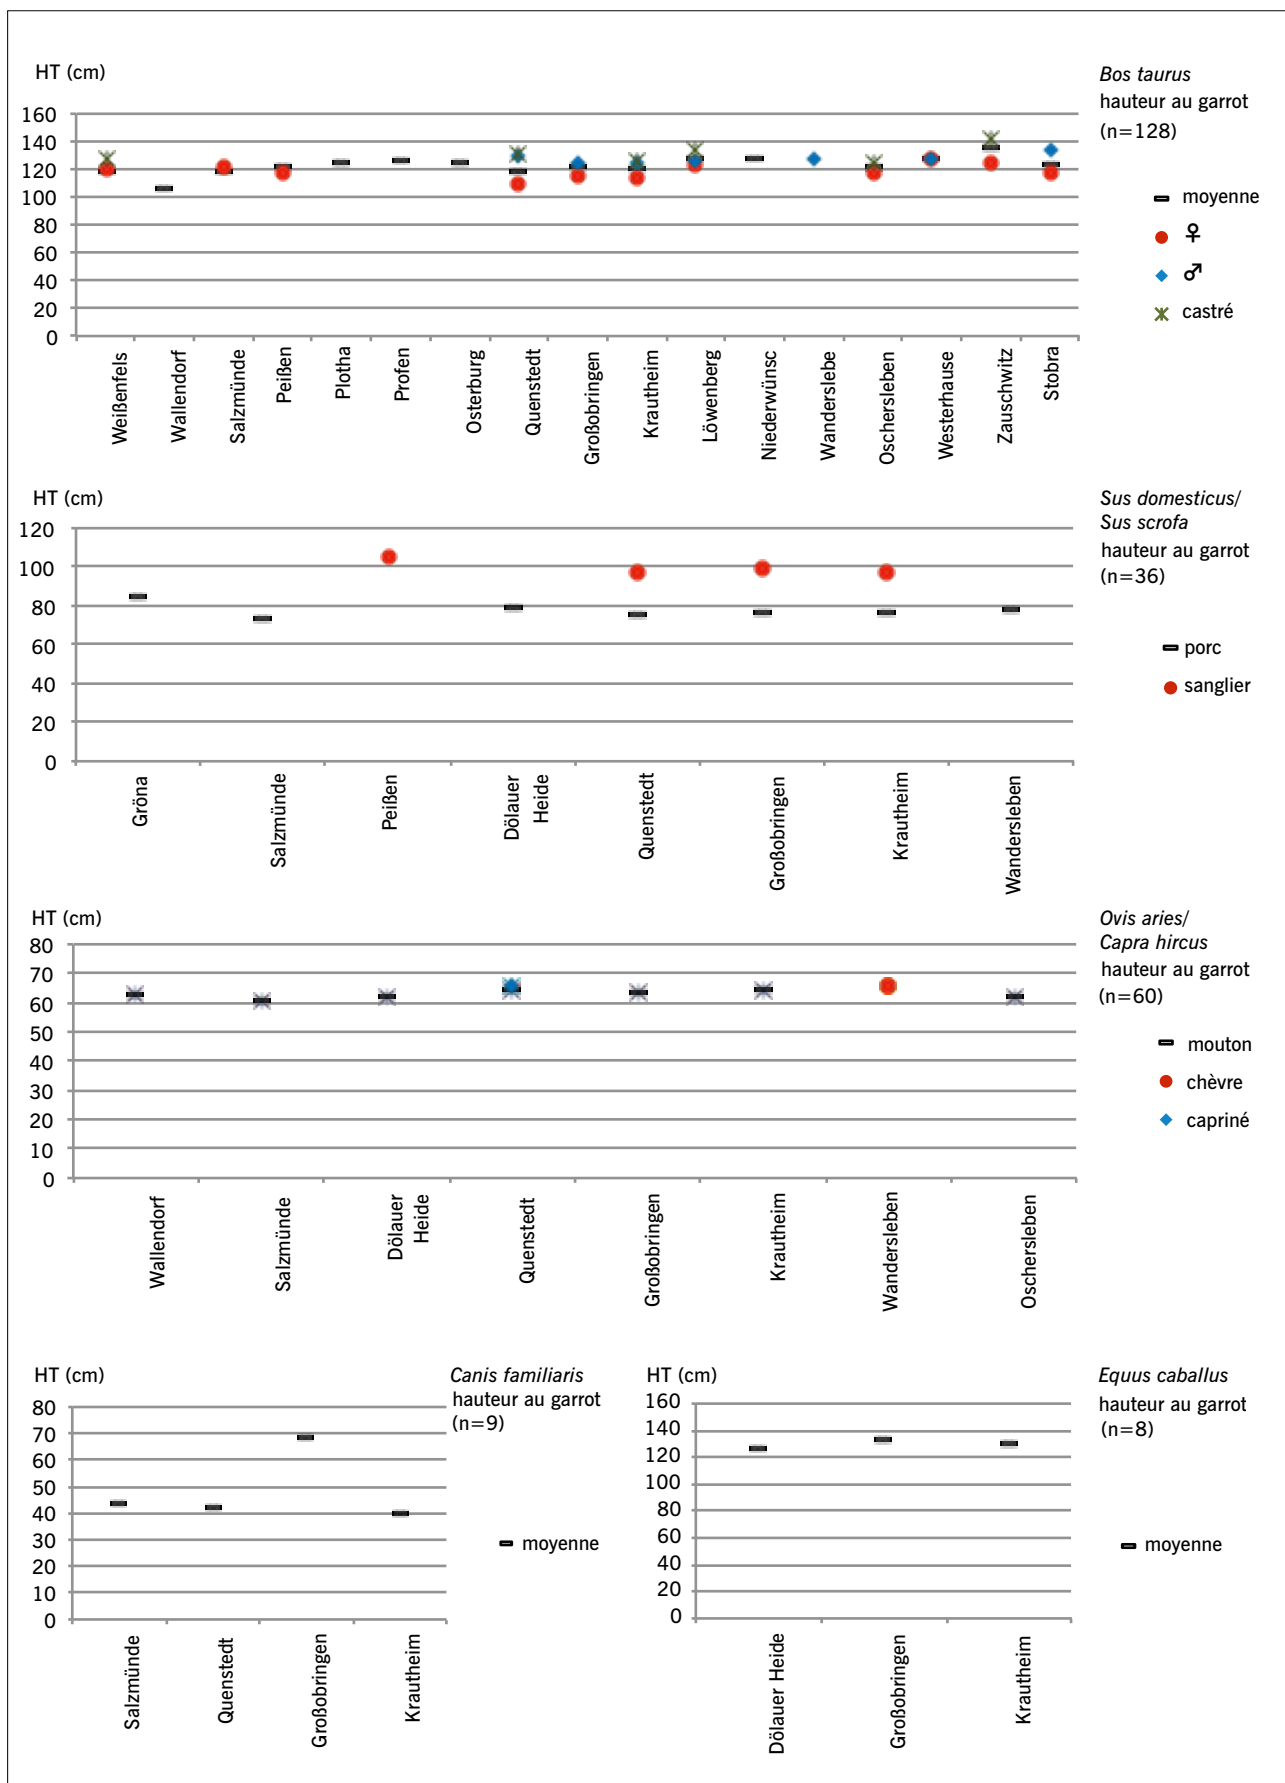 HT (cm)
160
140
120
100
80
60
40
20
0
Weißenfels
Wallendorf
Salzmünde
Peißen
Plotha
Profen
Osterburg
Quenstedt
Großobringen
Krautheim
Löwenberg
Niederwünsc
Wanderslebe
Oschersleben
Westerhause
Zauschwitz
Stobra
Bos taurus
hauteur au garrot
(n=128)
moyenne
♀
♂
castré
HT (cm)
120
100
80
60
40
20
0
Gröna
Salzmünde
Peißen
Dölauer
Heide
Quenstedt
Großobringen
Krautheim
Wandersleben
Sus domesticus/
Sus scrofa
hauteur au garrot
(n=36)
porc
sanglier
HT (cm)
80
70
60
50
40
30
20
10
0
Wallendorf
Salzmünde
Dölauer
Heide
Quenstedt
Großobringen
Krautheim
Wandersleben
Oschersleben
Ovis aries/
Capra hircus
hauteur au garrot
(n=60)
mouton
chèvre
capriné
HT (cm)
80
70
60
50
40
30
20
10
0
Salzmünde
Quenstedt
Großobringen
Krautheim
Canis familiaris
hauteur au garrot
(n=9)
moyenne
HT (cm)
160
140
120
100
80
60
40
20
0
Dölauer Heide
Großobringen
Krautheim
Equus caballus
hauteur au garrot
(n=8)
moyenne